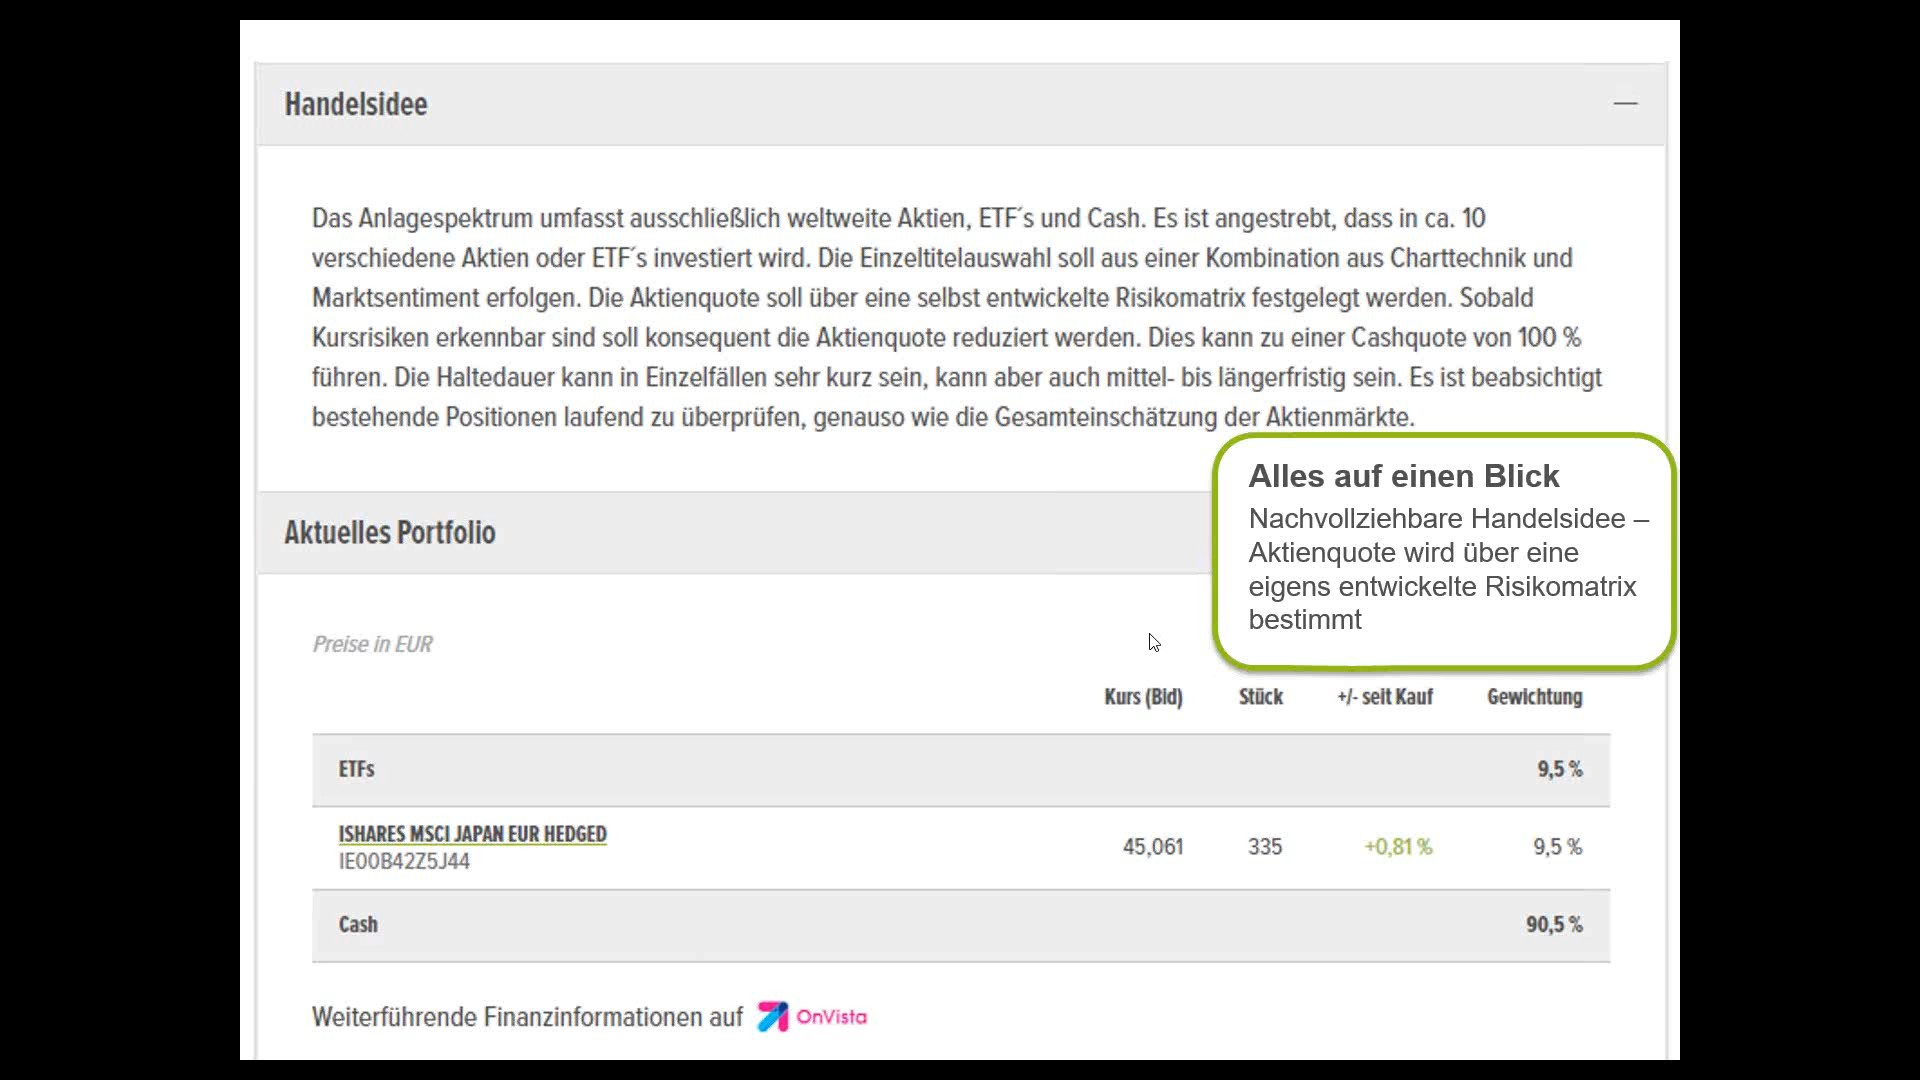 Handelsidee
Das Anlagespektrum umfasst ausschließlich weltweite Aktien, ETF´s und Cash. Es ist angestrebt, dass in ca. 10
verschiedene Aktien oder ETF´s investiert wird. Die Einzeltitelauswahl soll aus einer Kombination aus Charttechnik und
Marktsentiment erfolgen. Die Aktienquote soll über eine selbst entwickelte Risikomatrix festgelegt werden. Sobald
Kursrisiken erkennbar sind soll konsequent die Aktienquote reduziert werden. Dies kann zu einer Cashquote von 100 %
führen. Die Haltedauer kann in Einzelfällen sehr kurz sein, kann aber auch mittel- bis längerfristig sein. Es ist beabsichtigt
bestehende Positionen laufend zu überprüfen, genauso wie die Gesamteinschätzung der Aktienmärkte.
Alles auf einen Blick
Nachvollziehbare Handelsidee –
Aktienquote wird über eine
eigens entwickelte Risikomatrix
bestimmt
Aktuelles Portfolio
Preise in EUR
Kurs (Bid) Stück +/- seit Kauf Gewichtung
ETFs 9,5 %
ISHARES MSCI JAPAN EUR HEDGED 45,061 335 +0,81 % 9,5 %
IE00B42Z5J44
Cash 90,5 %
Weiterführende Finanzinformationen auf OnVista